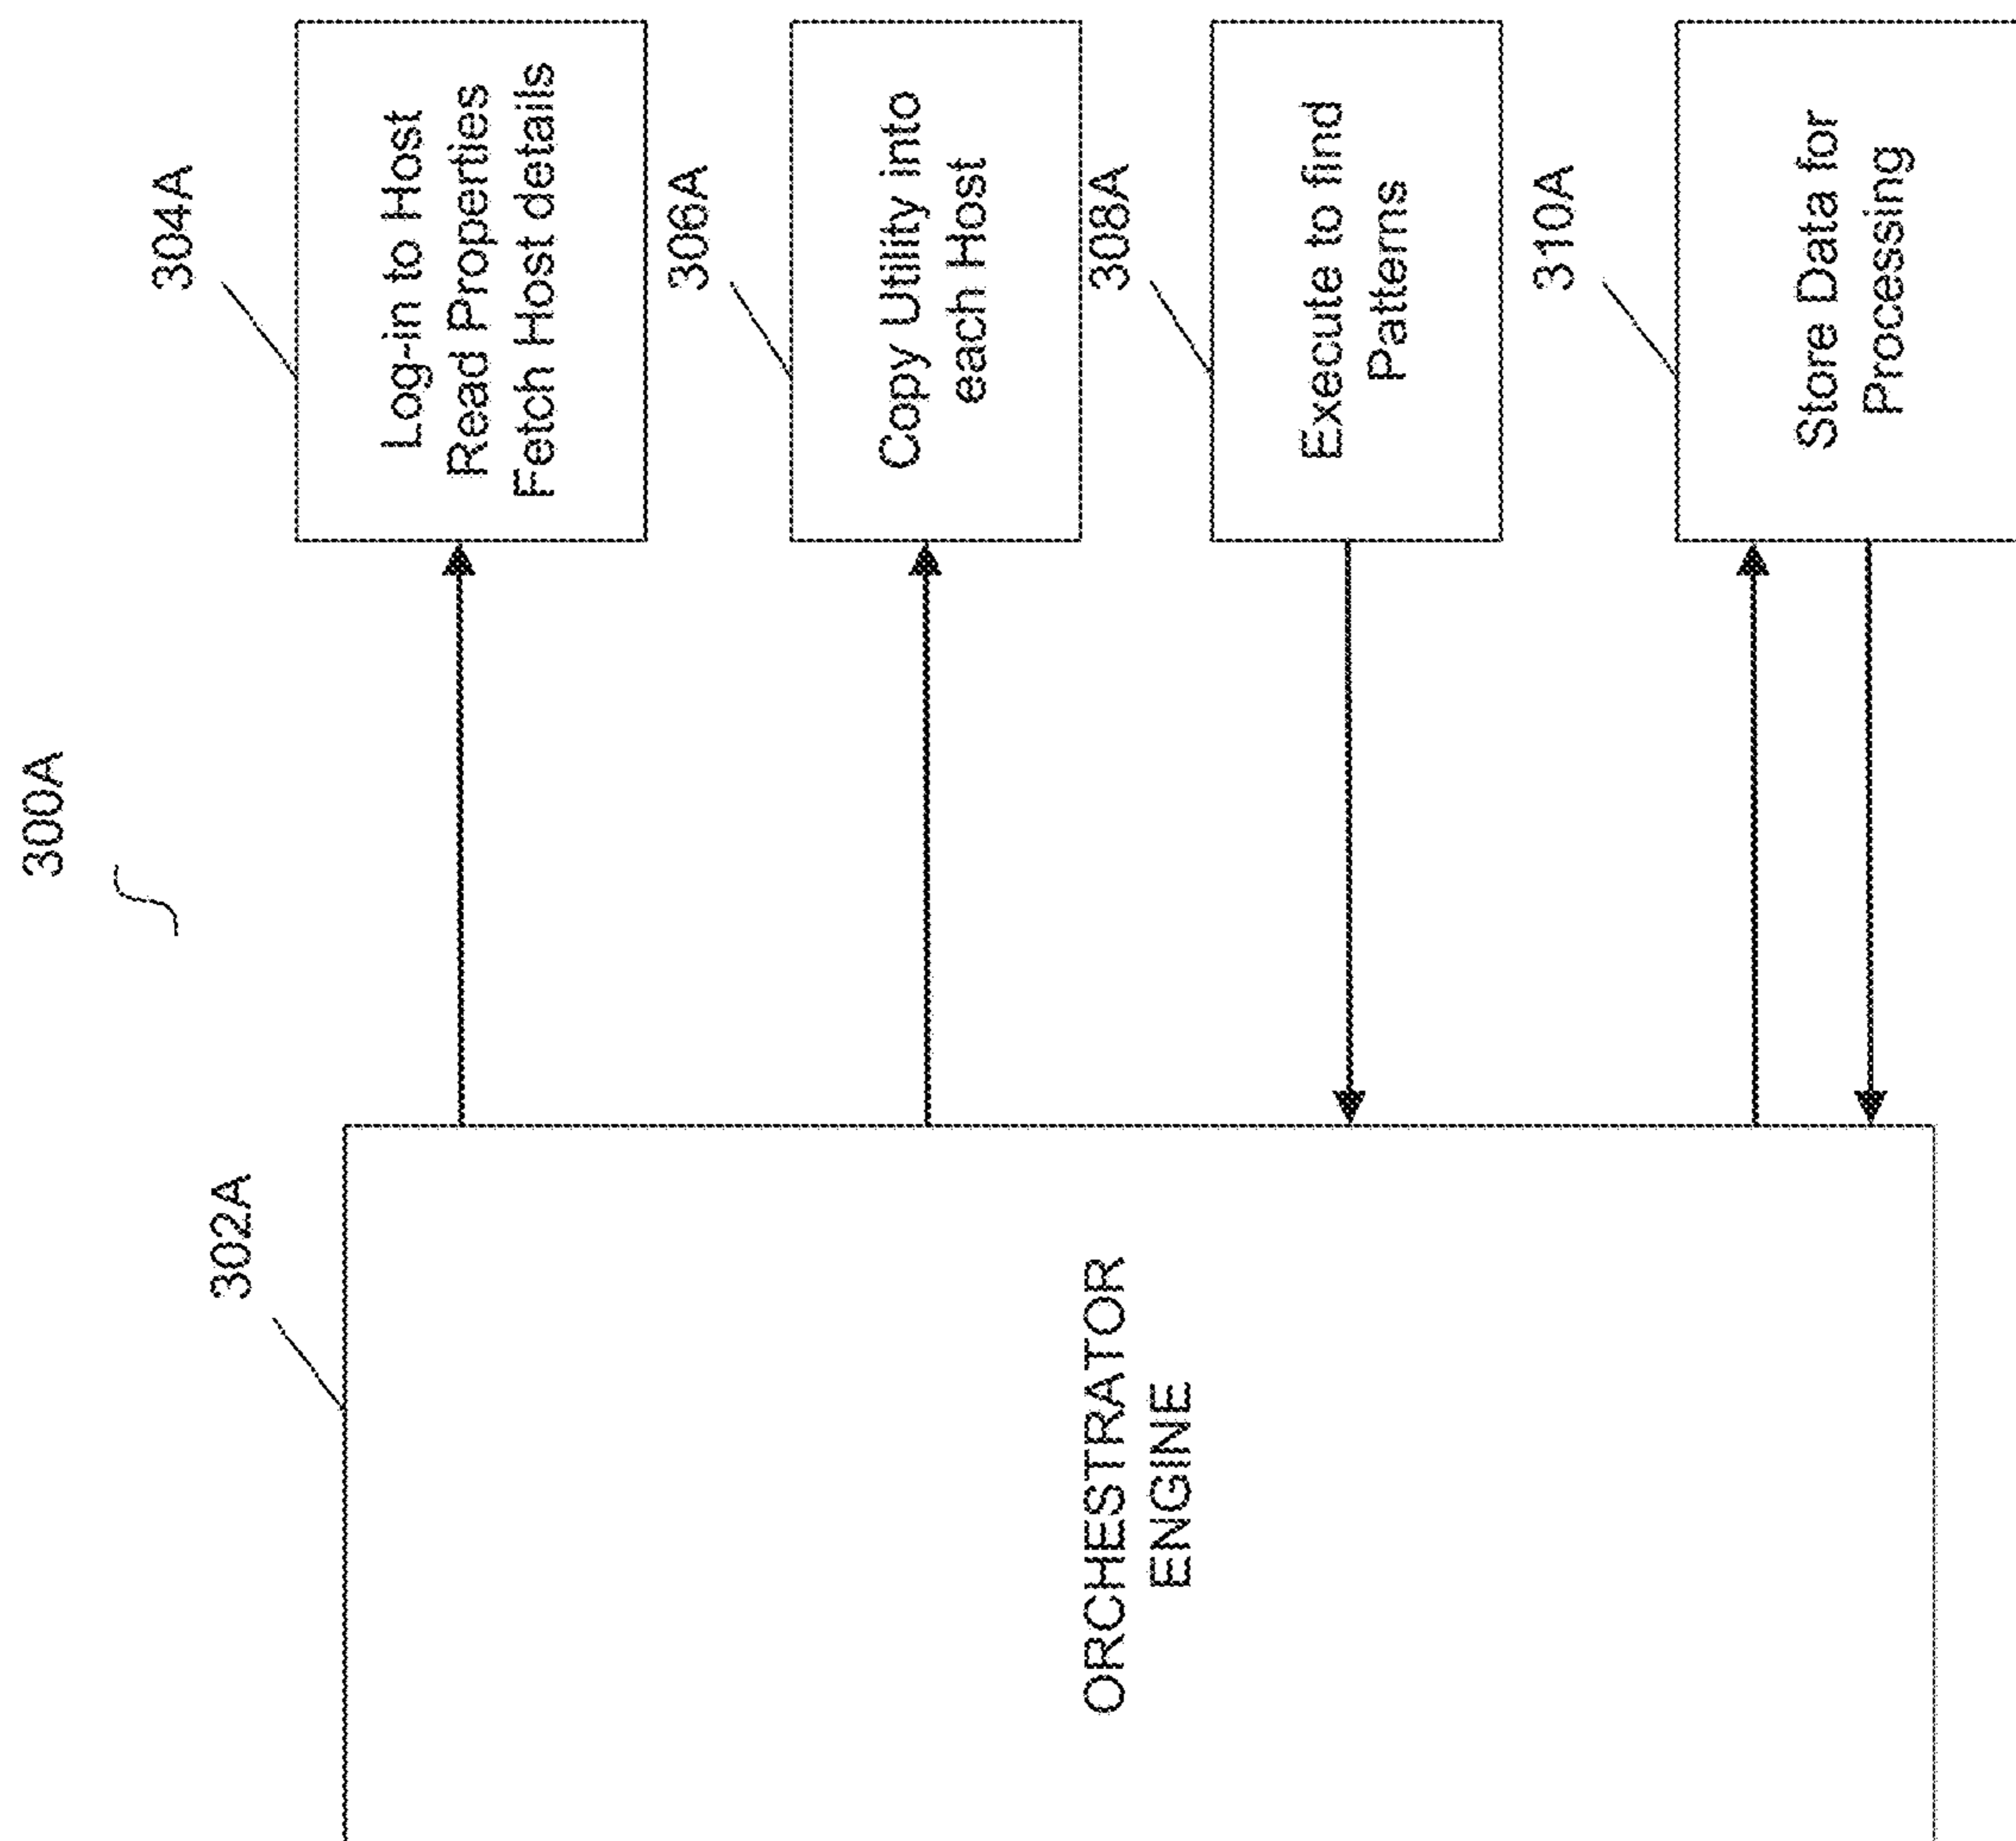 300A
302A
ORCHESTRATOR
ENGINE
304A
Log-in to Host
Read Properties
Fetch Host details
306A
Copy Utility into
each Host
308A
Execute to find
Patterns
310A
Store Data for
Processing